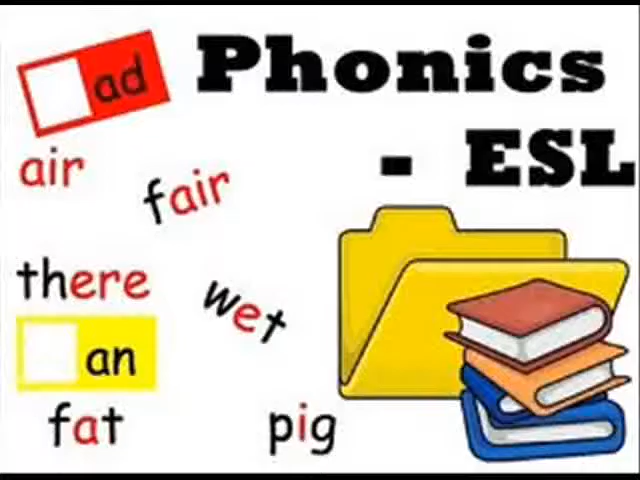 Phonics
- ESL
ad
air
fair
there
wet
an
fat
pig